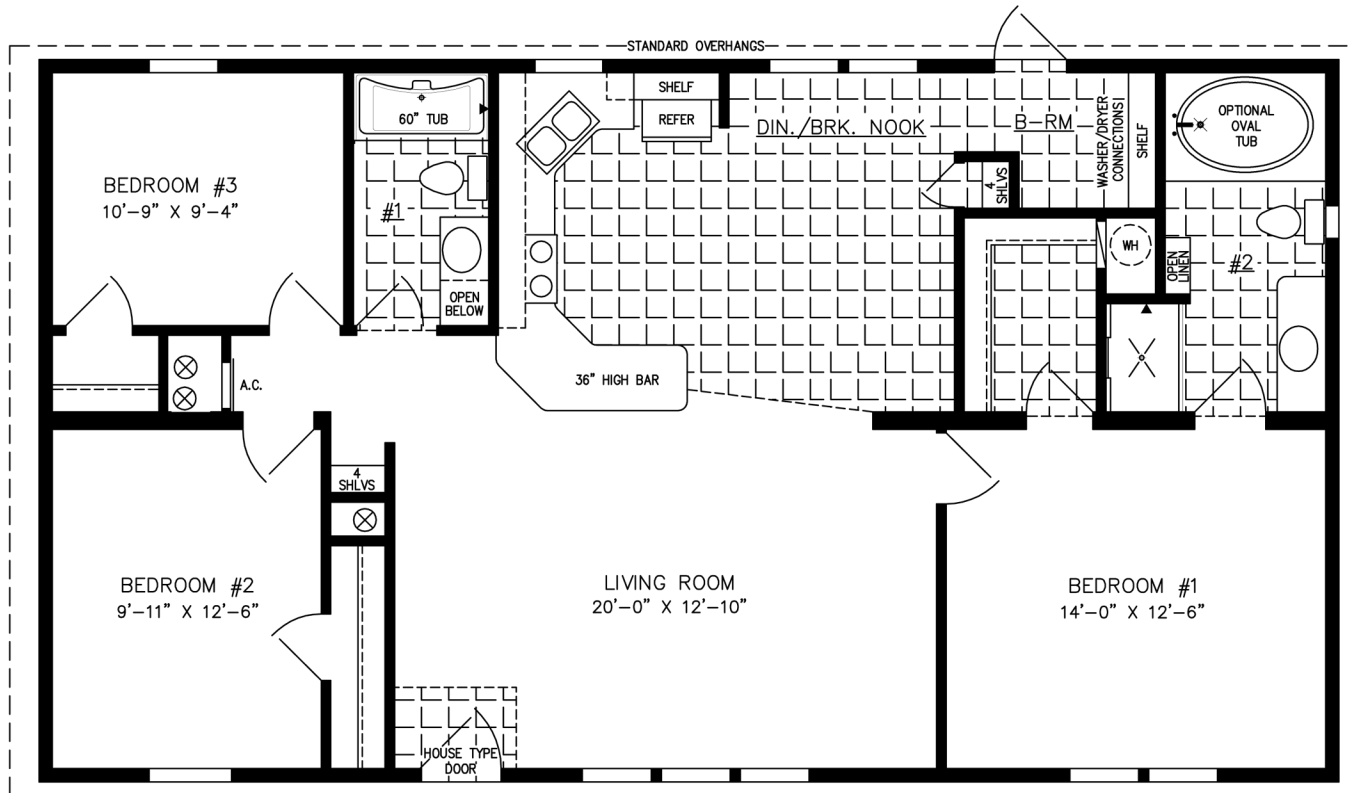 STANDARD OVERHANGS
SHELF
REFER
60” TUB
DIN./BRK. NOOK
B-RM
WASHER/DRYER
CONNECTIONS
SHELF
OPTIONAL
OVAL
TUB
BEDROOM #3
10’-9” X 9’-4”
#1
4
SHLVS
WH
OPEN
LINEN
#2
OPEN
BELOW
A.C.
36” HIGH BAR
4
SHLVS
BEDROOM #2
9’-11” X 12’-6”
LIVING ROOM
20’-0” X 12’-10”
BEDROOM #1
14’-0” X 12’-6”
HOUSE TYPE
DOOR